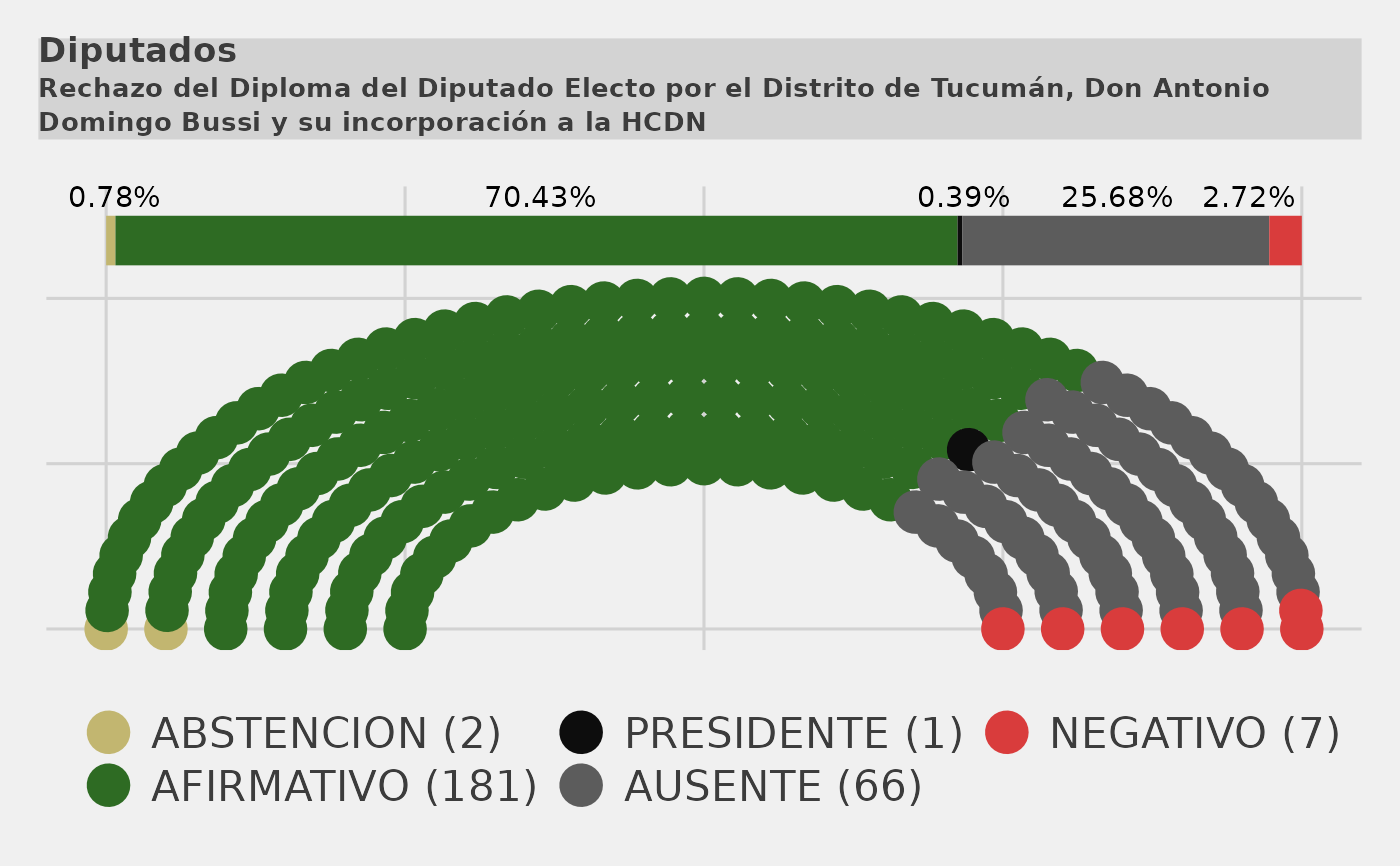 Diputados
Rechazo del Diploma del Diputado Electo por el Distrito de Tucumán, Don Antonio
Domingo Bussi y su incorporación a la HCDN
0.78% 70.43% 0.39% 25.68% 2.72%
ABSTENCION (2) PRESIDENTE (1) NEGATIVO (7)
AFIRMATIVO (181) AUSENTE (66)